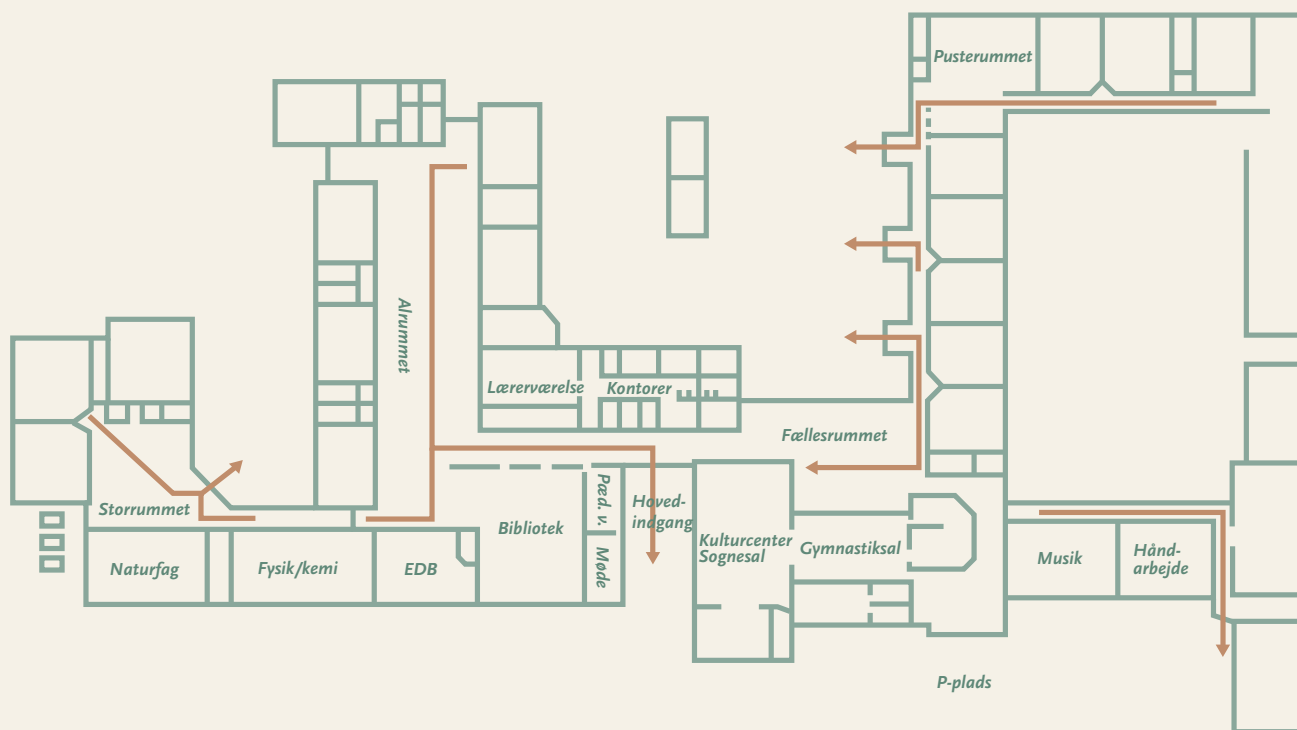 Pusterummet
Alrummet
Lærerværelse
Kontorer
Fællesrummet
Storrummet
Bibliotek
Pæd. v.
Møde
Hoved-
indgang
Kulturcenter
Sognesal
Gymnastiksal
Naturfag
Fysik/kemi
EDB
Musik
Hånd-
arbejde
P-plads